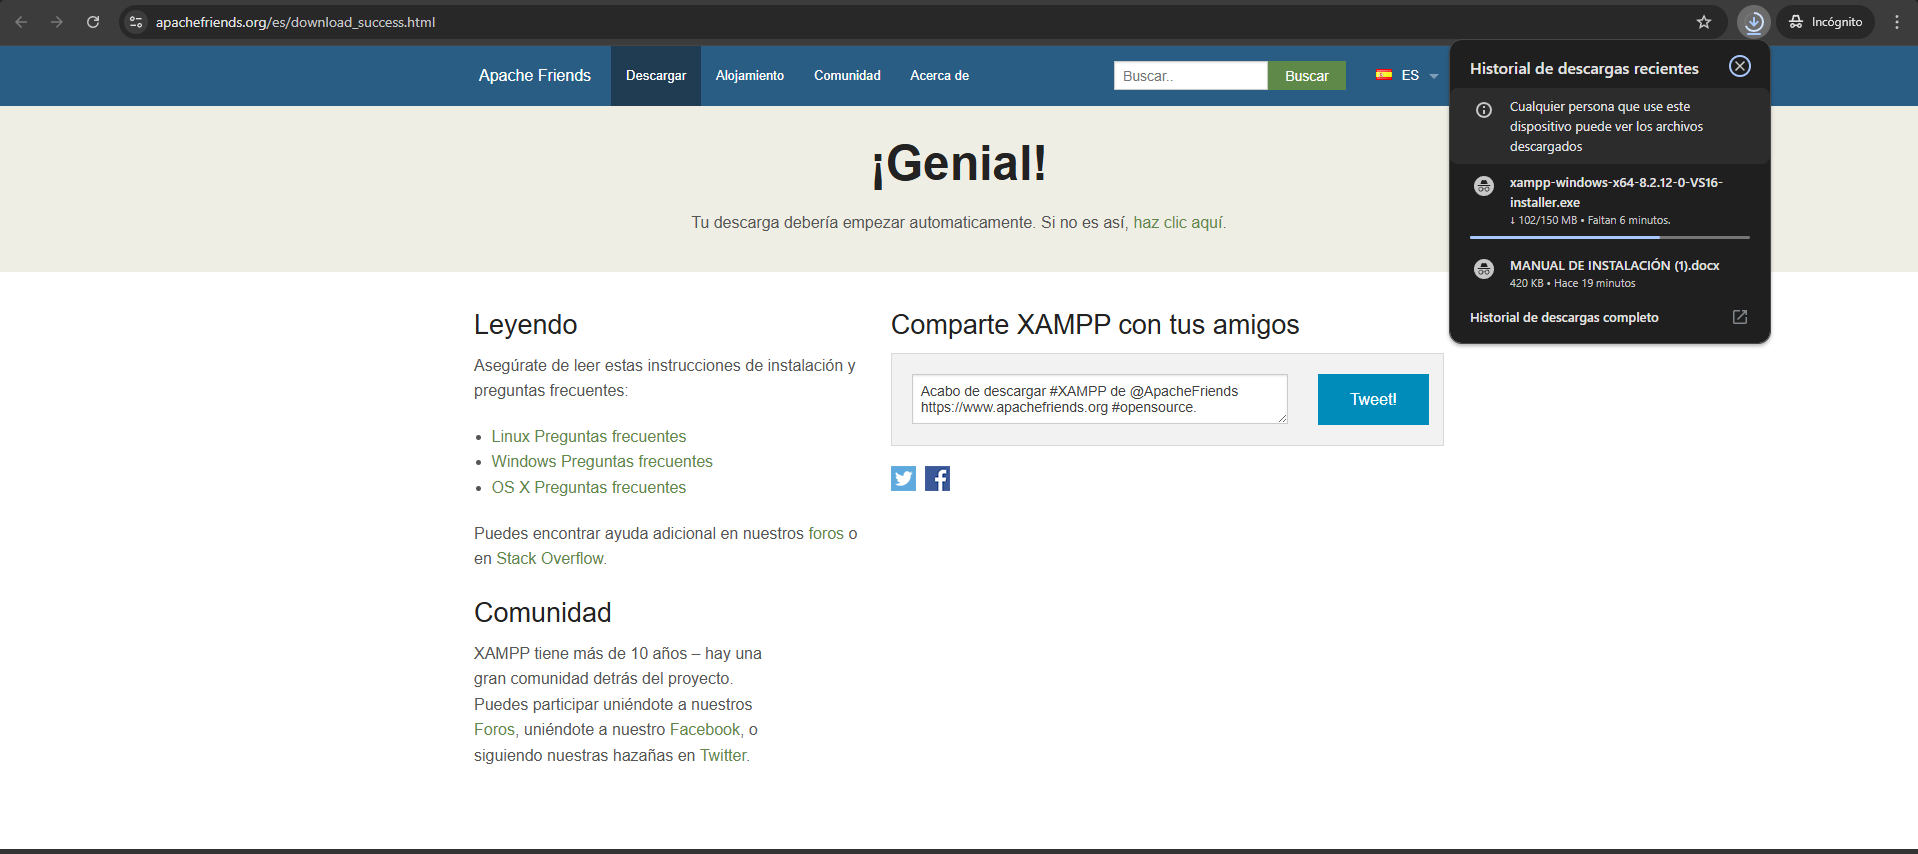 apachefriends.org/es/download_success.html
Incógnito
Apache Friends
Descargar
Alojamiento
Comunidad
Acerca de
Buscar..
Buscar
ES
Historial de descargas recientes
Cualquier persona que use este
dispositivo puede ver los archivos
descargados
xampp-windows-x64-8.2.12-0-VS16-
installer.exe
↓ 102/150 MB • Faltan 6 minutos.
MANUAL DE INSTALACIÓN (1).docx
420 KB • Hace 19 minutos
Historial de descargas completo
¡Genial!
Tu descarga debería empezar automaticamente. Si no es así, haz clic aquí.
Leyendo
Asegúrate de leer estas instrucciones de instalación y
preguntas frecuentes:
• Linux Preguntas frecuentes
• Windows Preguntas frecuentes
• OS X Preguntas frecuentes
Puedes encontrar ayuda adicional en nuestros foros o
en Stack Overflow.
Comunidad
XAMPP tiene más de 10 años – hay una
gran comunidad detrás del proyecto.
Puedes participar uniéndote a nuestros
Foros, uniéndote a nuestro Facebook, o
siguiendo nuestras hazañas en Twitter.
Comparte XAMPP con tus amigos
Acabo de descargar #XAMPP de @ApacheFriends
https://www.apachefriends.org #opensource.
Tweet!